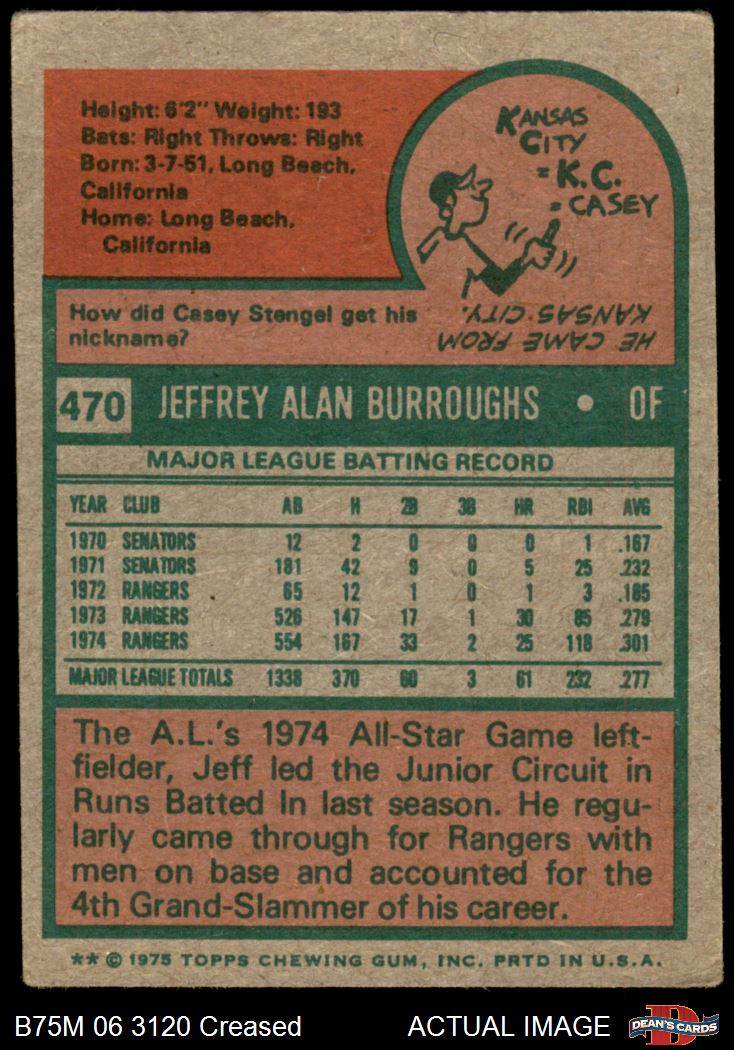 Height: 6'2" Weight: 193
Bats: Right Throws: Right
Born: 3-7-51, Long Beach,
California
Home: Long Beach,
California
KANSAS
CITY
= K.C.
= CASEY
How did Casey Stengel get his
nickname?
HE CAME FROM
KANSAS CITY.
470 JEFFREY ALAN BURROUGHS • OF
MAJOR LEAGUE BATTING RECORD
YEAR CLUB AB H 2B 3B HR RBI AVG
1970 SENATORS 12 2 0 0 0 1 .167
1971 SENATORS 181 42 9 0 5 25 .232
1972 RANGERS 65 12 1 0 1 3 .185
1973 RANGERS 526 147 17 1 30 85 .279
1974 RANGERS 554 167 33 2 25 118 .301
MAJOR LEAGUE TOTALS 1338 370 60 3 61 232 .277
The A.L.'s 1974 All-Star Game left-
fielder, Jeff led the Junior Circuit in
Runs Batted In last season. He regu-
larly came through for Rangers with
men on base and accounted for the
4th Grand-Slammer of his career.
** © 1975 TOPPS CHEWING GUM, INC. PRTD IN U.S.A.
B75M 06 3120 Creased ACTUAL IMAGE DEAN'S CARDS